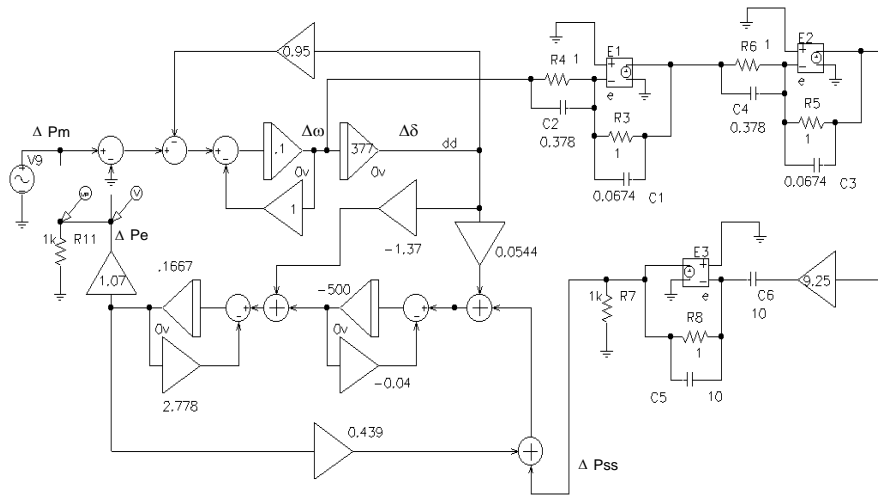 0.95
E1
E2
R4 1
R6 1
e
e
Δ Pm
Δω
Δδ
C2
0.378
R3
1
C4
0.378
R5
1
V9
.1
377
dd
0v
0v
0.0674 C1
0.0674 C3
1
1k R11
Δ Pe
-1.37
0.0544
E3
1.07
.1667
-500
1k R7
e
C6
10
9.25
R8
1
0v
0v
C5 10
2.778
-0.04
0.439
Δ Pss